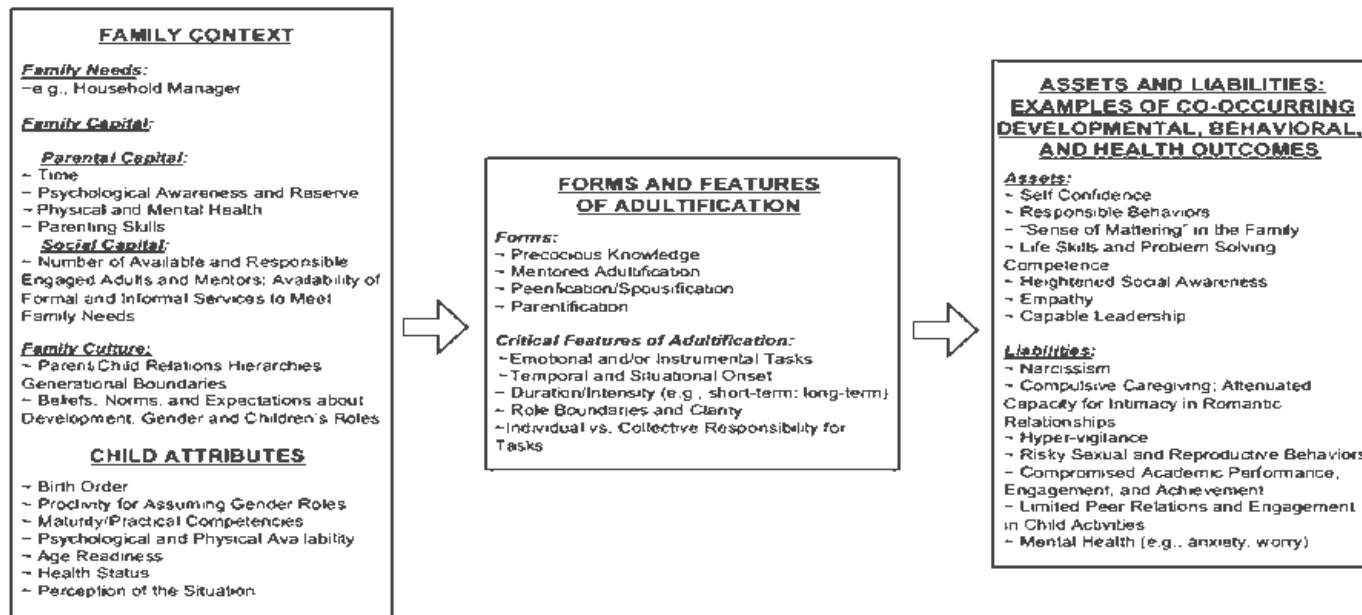 FAMILY CONTEXT
Family Needs:
~e.g., Household Manager
Family Capital:
Parental Capital:
~ Time
~ Psychological Awareness and Reserve
~ Physical and Mental Health
~ Parenting Skills
Social Capital:
~ Number of Available and Responsible
Engaged Adults and Mentors; Availability of
Formal and Informal Services to Meet
Family Needs
Family Culture:
~ Parent/Child Relations Hierarchies
Generational Boundaries
~ Beliefs, Norms, and Expectations about
Development, Gender and Children's Roles
CHILD ATTRIBUTES
~ Birth Order
~ Proclivity for Assuming Gender Roles
~ Maturity/Practical Competencies
~ Psychological and Physical Availability
~ Age Readiness
~ Health Status
~ Perception of the Situation
FORMS AND FEATURES
OF ADULTIFICATION
Forms:
~ Precocious Knowledge
~ Mentored Adultification
~ Peerification/Spousification
~ Parentification
Critical Features of Adultification:
~Emotional and/or Instrumental Tasks
~Temporal and Situational Onset
~ Duration/Intensity (e.g., short-term; long-term)
~ Role Boundaries and Clarity
~Individual vs. Collective Responsibility for
Tasks
ASSETS AND LIABILITIES:
EXAMPLES OF CO-OCCURRING
DEVELOPMENTAL, BEHAVIORAL,
AND HEALTH OUTCOMES
Assets:
~ Self Confidence
~ Responsible Behaviors
~ "Sense of Mattering" in the Family
~ Life Skills and Problem Solving
Competence
~ Heightened Social Awareness
~ Empathy
~ Capable Leadership
Liabilities:
~ Narcissism
~ Compulsive Caregiving; Attenuated
Capacity for Intimacy in Romantic
Relationships
~ Hyper-vigilance
~ Risky Sexual and Reproductive Behaviors
~ Compromised Academic Performance,
Engagement, and Achievement
~ Limited Peer Relations and Engagement
in Child Activities
~ Mental Health (e.g., anxiety, worry)